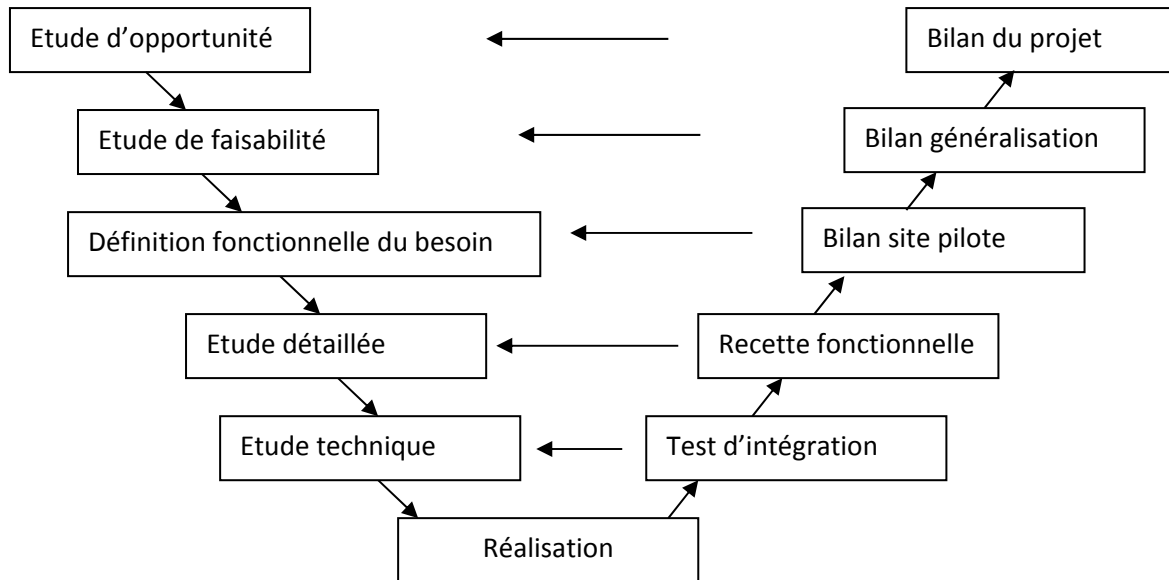 Etude d’opportunité
Bilan du projet
Etude de faisabilité
Bilan généralisation
Définition fonctionnelle du besoin
Bilan site pilote
Etude détaillée
Recette fonctionnelle
Etude technique
Test d’intégration
Réalisation